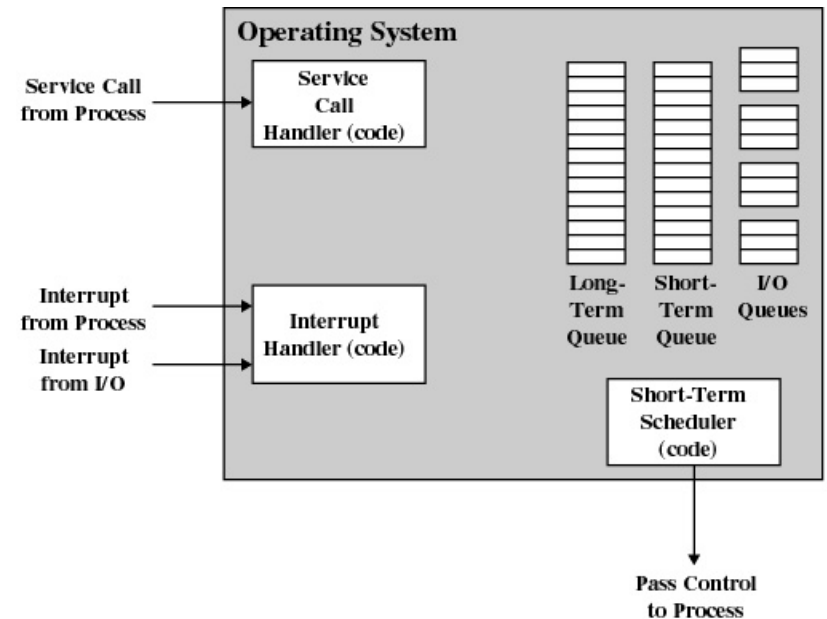 Operating System
Service Call
from Process
Service
Call
Handler (code)
Interrupt
from Process
Interrupt
from I/O
Interrupt
Handler (code)
Long-
Term
Queue
Short-
Term
Queue
I/O
Queues
Short-Term
Scheduler
(code)
Pass Control
to Process